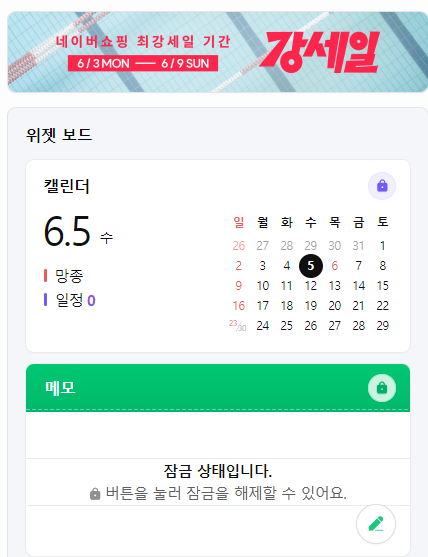 네이버쇼핑 최강세일 기간
6/3 MON — 6/9 SUN
강세일
위젯 보드
캘린더
6.5 수
망종
일정 0
일 월 화 수 목 금 토
26 27 28 29 30 31 1
2 3 4 5 6 7 8
9 10 11 12 13 14 15
16 17 18 19 20 21 22
23/30 24 25 26 27 28 29
메모
잠금 상태입니다.
버튼을 눌러 잠금을 해제할 수 있어요.